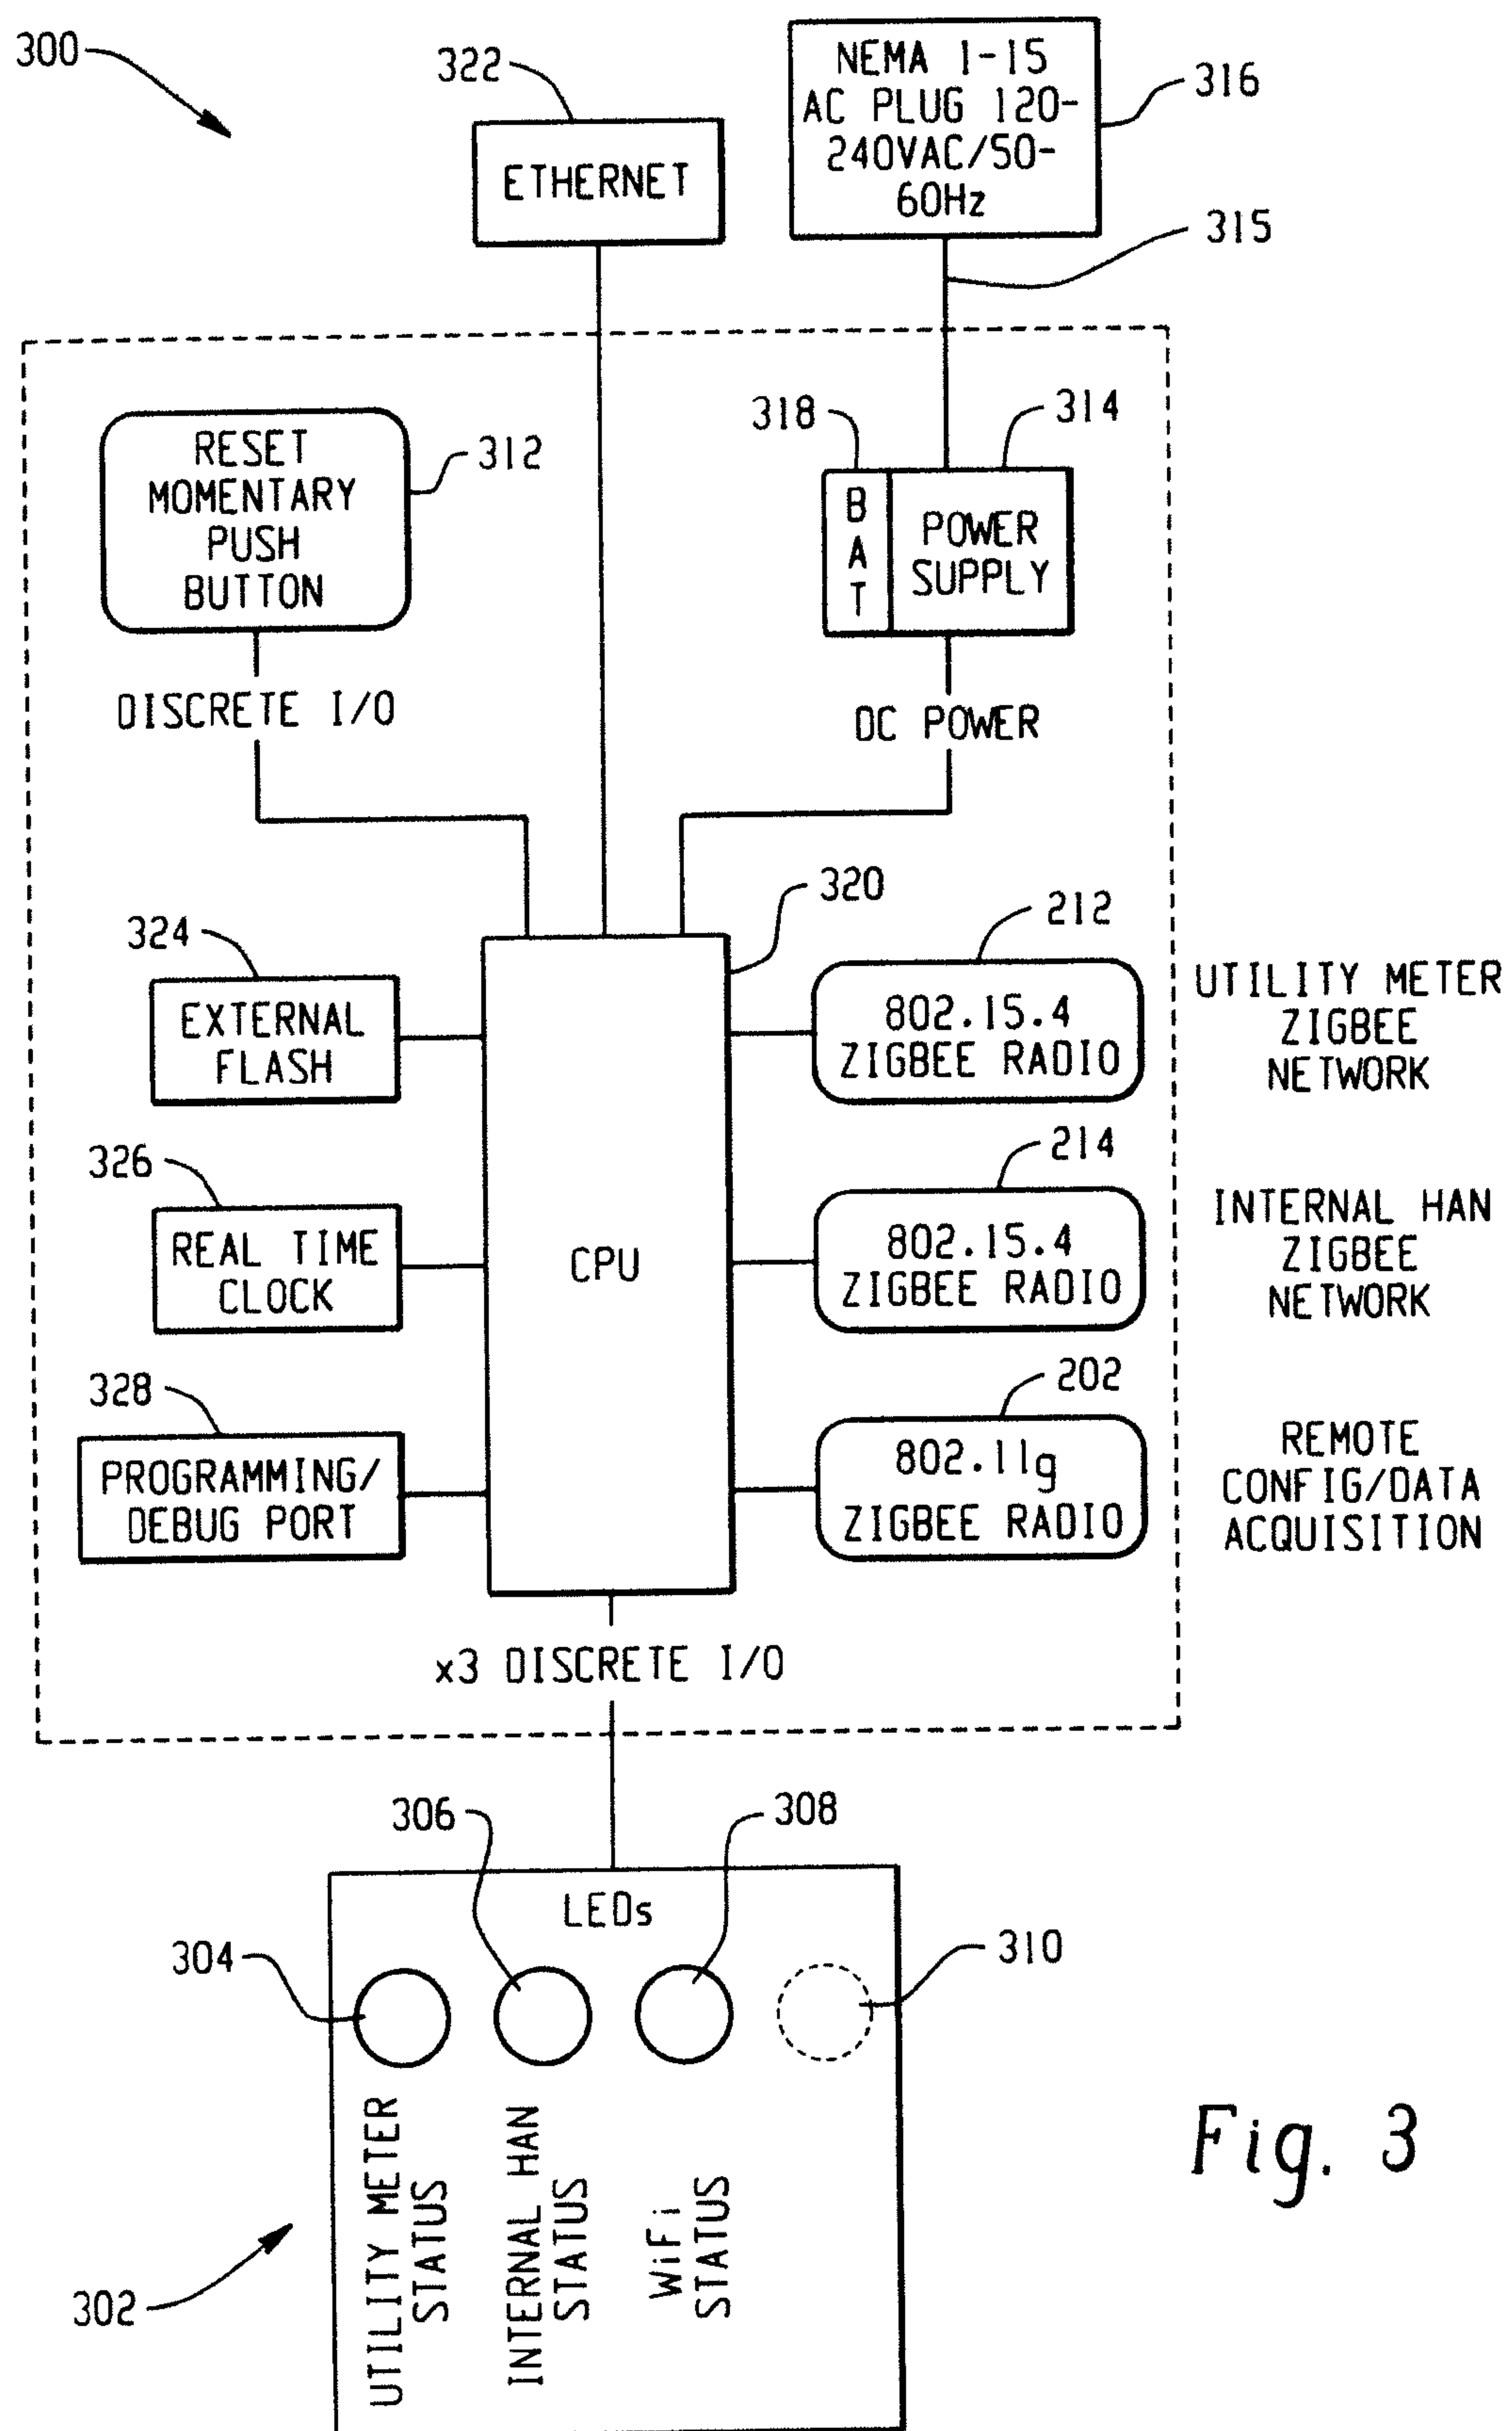 300
322
NEMA 1-15
AC PLUG 120-
240VAC/50-
60Hz
316
ETHERNET
315
RESET
MOMENTARY
PUSH
BUTTON
312
318
314
BAT
POWER
SUPPLY
DISCRETE I/O
DC POWER
320
324
EXTERNAL
FLASH
212
802.15.4
ZIGBEE RADIO
UTILITY METER
ZIGBEE
NETWORK
326
REAL TIME
CLOCK
CPU
214
802.15.4
ZIGBEE RADIO
INTERNAL HAN
ZIGBEE
NETWORK
328
PROGRAMMING/
DEBUG PORT
202
802.11g
ZIGBEE RADIO
REMOTE
CONFIG/DATA
ACQUISITION
x3 DISCRETE I/O
306
308
LEDs
304
310
UTILITY METER
STATUS
INTERNAL HAN
STATUS
WiFi
STATUS
302
Fig. 3